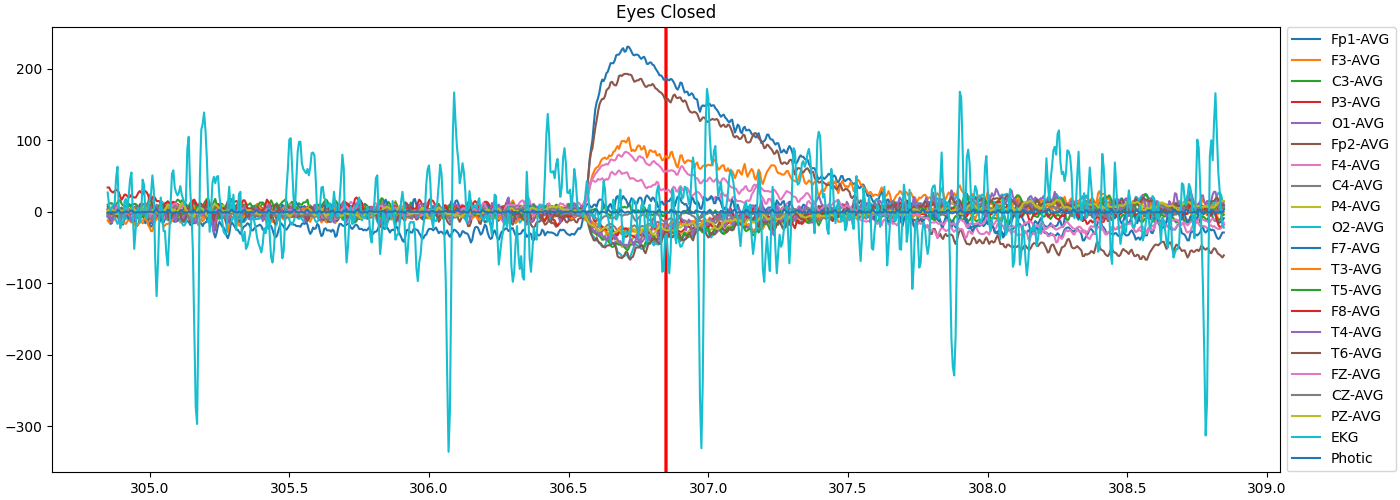 Eyes Closed
200
100
0
−100
−200
−300
305.0 305.5 306.0 306.5 307.0 307.5 308.0 308.5 309.0
Fp1-AVG
F3-AVG
C3-AVG
P3-AVG
O1-AVG
Fp2-AVG
F4-AVG
C4-AVG
P4-AVG
O2-AVG
F7-AVG
T3-AVG
T5-AVG
F8-AVG
T4-AVG
T6-AVG
FZ-AVG
CZ-AVG
PZ-AVG
EKG
Photic